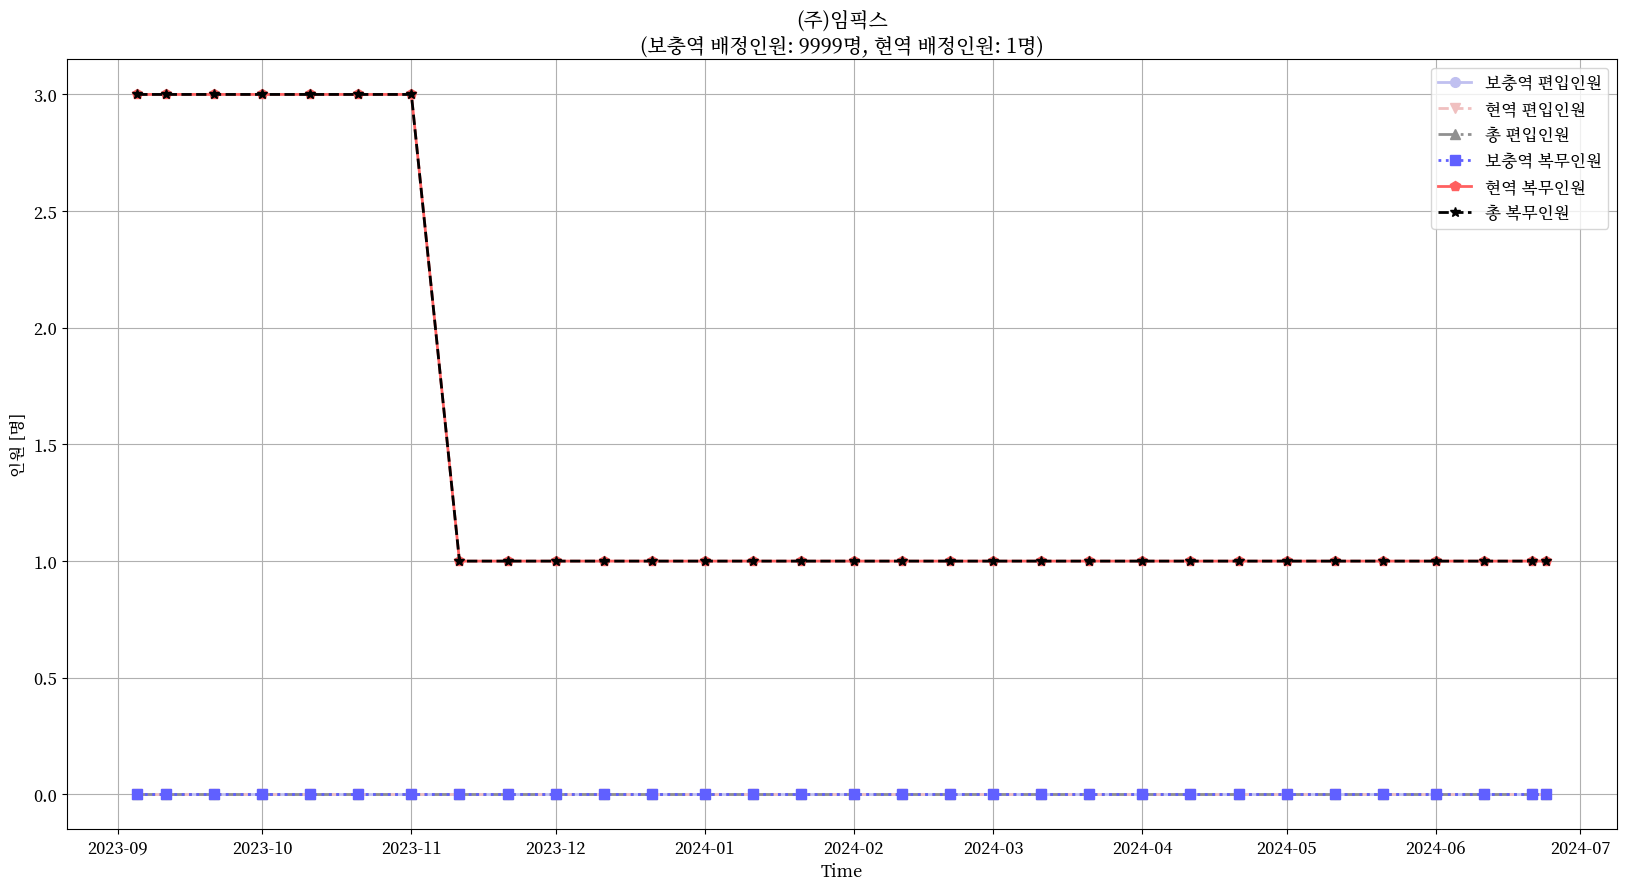 (주)임픽스
(보충역 배정인원: 9999명, 현역 배정인원: 1명)
보충역 편입인원
현역 편입인원
총 편입인원
보충역 복무인원
현역 복무인원
총 복무인원
인원 [명]
3.0
2.5
2.0
1.5
1.0
0.5
0.0
2023-09
2023-10
2023-11
2023-12
2024-01
2024-02
2024-03
2024-04
2024-05
2024-06
2024-07
Time